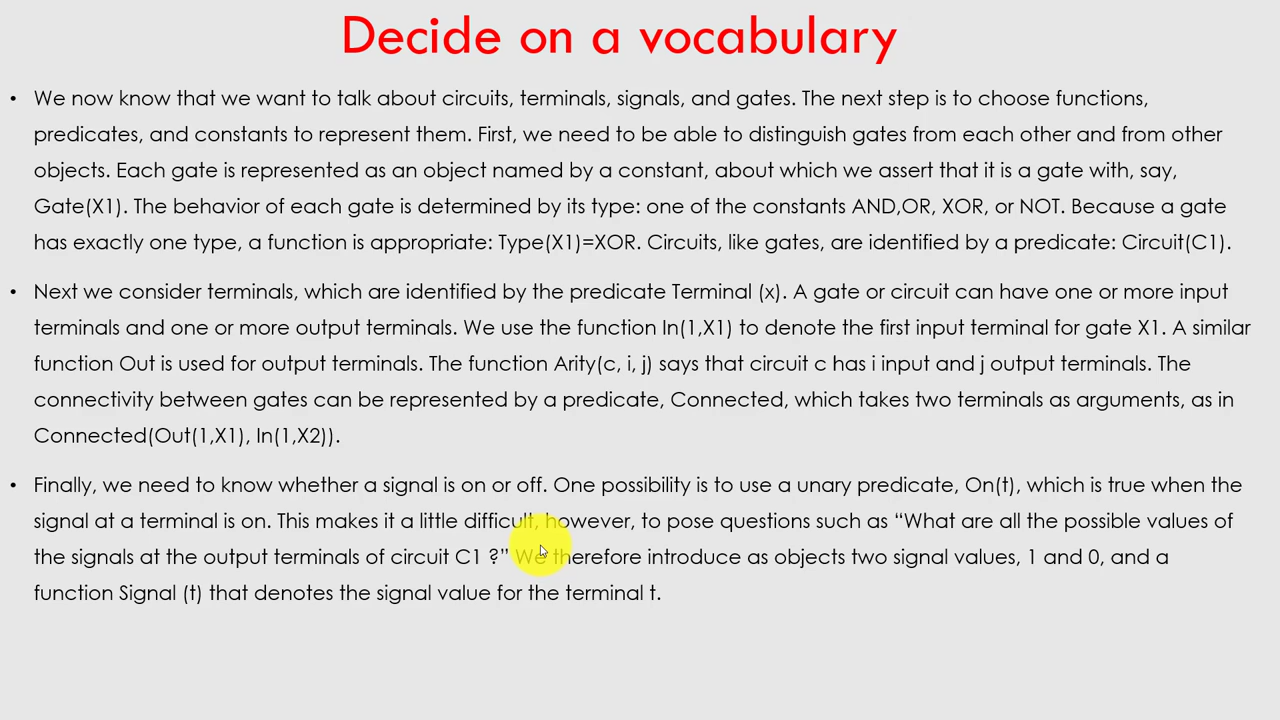 Decide on a vocabulary
• We now know that we want to talk about circuits, terminals, signals, and gates. The next step is to choose functions,
predicates, and constants to represent them. First, we need to be able to distinguish gates from each other and from other
objects. Each gate is represented as an object named by a constant, about which we assert that it is a gate with, say,
Gate(X1). The behavior of each gate is determined by its type: one of the constants AND,OR, XOR, or NOT. Because a gate
has exactly one type, a function is appropriate: Type(X1)=XOR. Circuits, like gates, are identified by a predicate: Circuit(C1).
• Next we consider terminals, which are identified by the predicate Terminal (x). A gate or circuit can have one or more input
terminals and one or more output terminals. We use the function In(1,X1) to denote the first input terminal for gate X1. A similar
function Out is used for output terminals. The function Arity(c, i, j) says that circuit c has i input and j output terminals. The
connectivity between gates can be represented by a predicate, Connected, which takes two terminals as arguments, as in
Connected(Out(1,X1), In(1,X2)).
• Finally, we need to know whether a signal is on or off. One possibility is to use a unary predicate, On(t), which is true when the
signal at a terminal is on. This makes it a little difficult, however, to pose questions such as “What are all the possible values of
the signals at the output terminals of circuit C1 ?” We therefore introduce as objects two signal values, 1 and 0, and a
function Signal (t) that denotes the signal value for the terminal t.